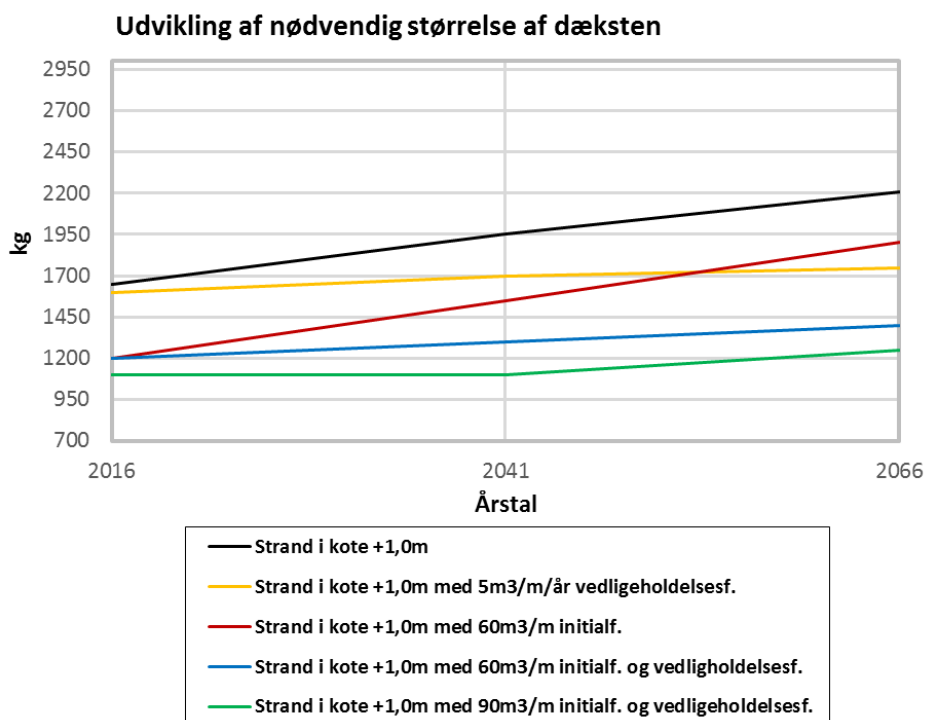 Udvikling af nødvendig størrelse af dæksten
2950
2700
2450
2200
1950
1700
1450
1200
950
700
kg
2016
2041
2066
Årstal
Strand i kote +1,0m
Strand i kote +1,0m med 5m3/m/år vedligeholdelsesf.
Strand i kote +1,0m med 60m3/m initialf.
Strand i kote +1,0m med 60m3/m initialf. og vedligholdelsesf.
Strand i kote +1,0m med 90m3/m initialf. og vedligeholdelsesf.